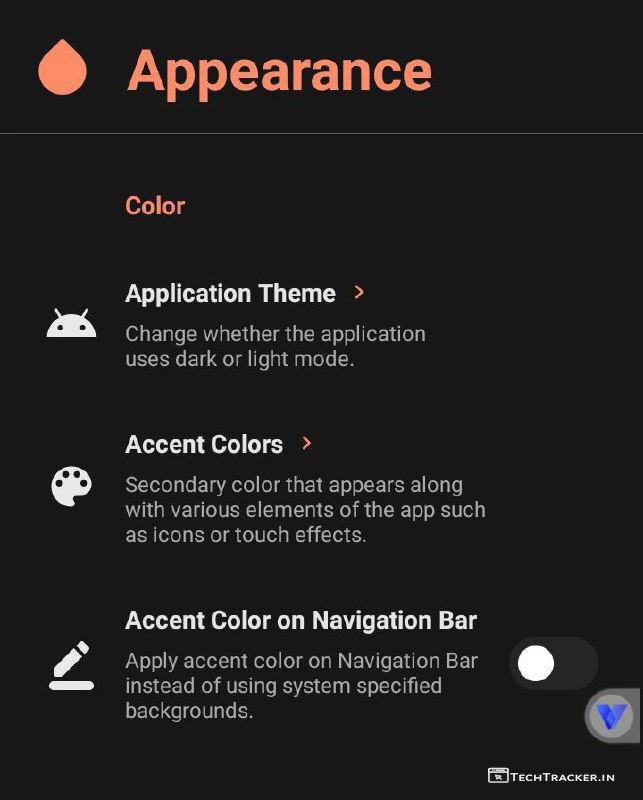 Appearance
Color
Application Theme
Change whether the application
uses dark or light mode.
Accent Colors
Secondary color that appears along
with various elements of the app such
as icons or touch effects.
Accent Color on Navigation Bar
Apply accent color on Navigation Bar
instead of using system specified
backgrounds.
TECHTRACKER.IN